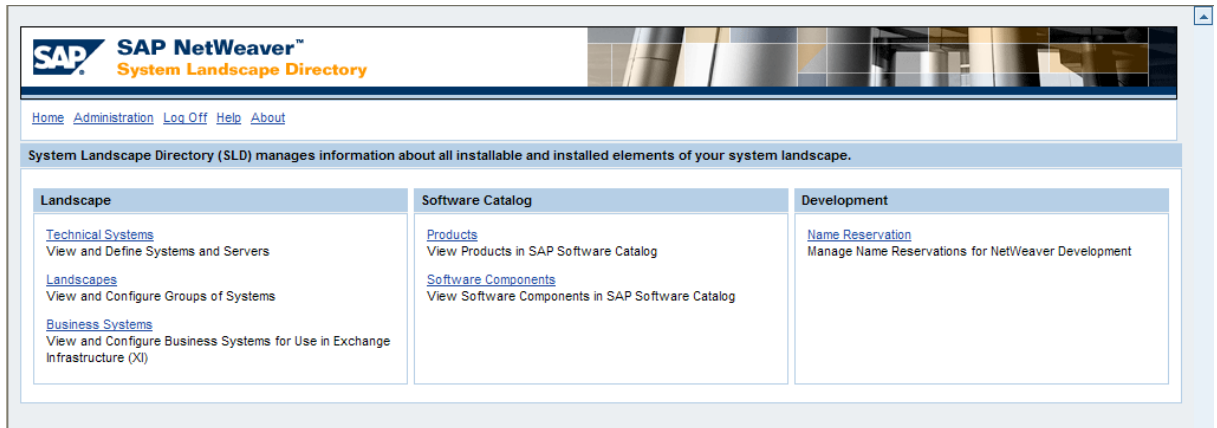 SAP NetWeaver™
SAP
System Landscape Directory
Home Administration Log Off Help About
System Landscape Directory (SLD) manages information about all installable and installed elements of your system landscape.
Landscape
Technical Systems
View and Define Systems and Servers
Landscapes
View and Configure Groups of Systems
Business Systems
View and Configure Business Systems for Use in Exchange
Infrastructure (XI)
Software Catalog
Products
View Products in SAP Software Catalog
Software Components
View Software Components in SAP Software Catalog
Development
Name Reservation
Manage Name Reservations for NetWeaver Development